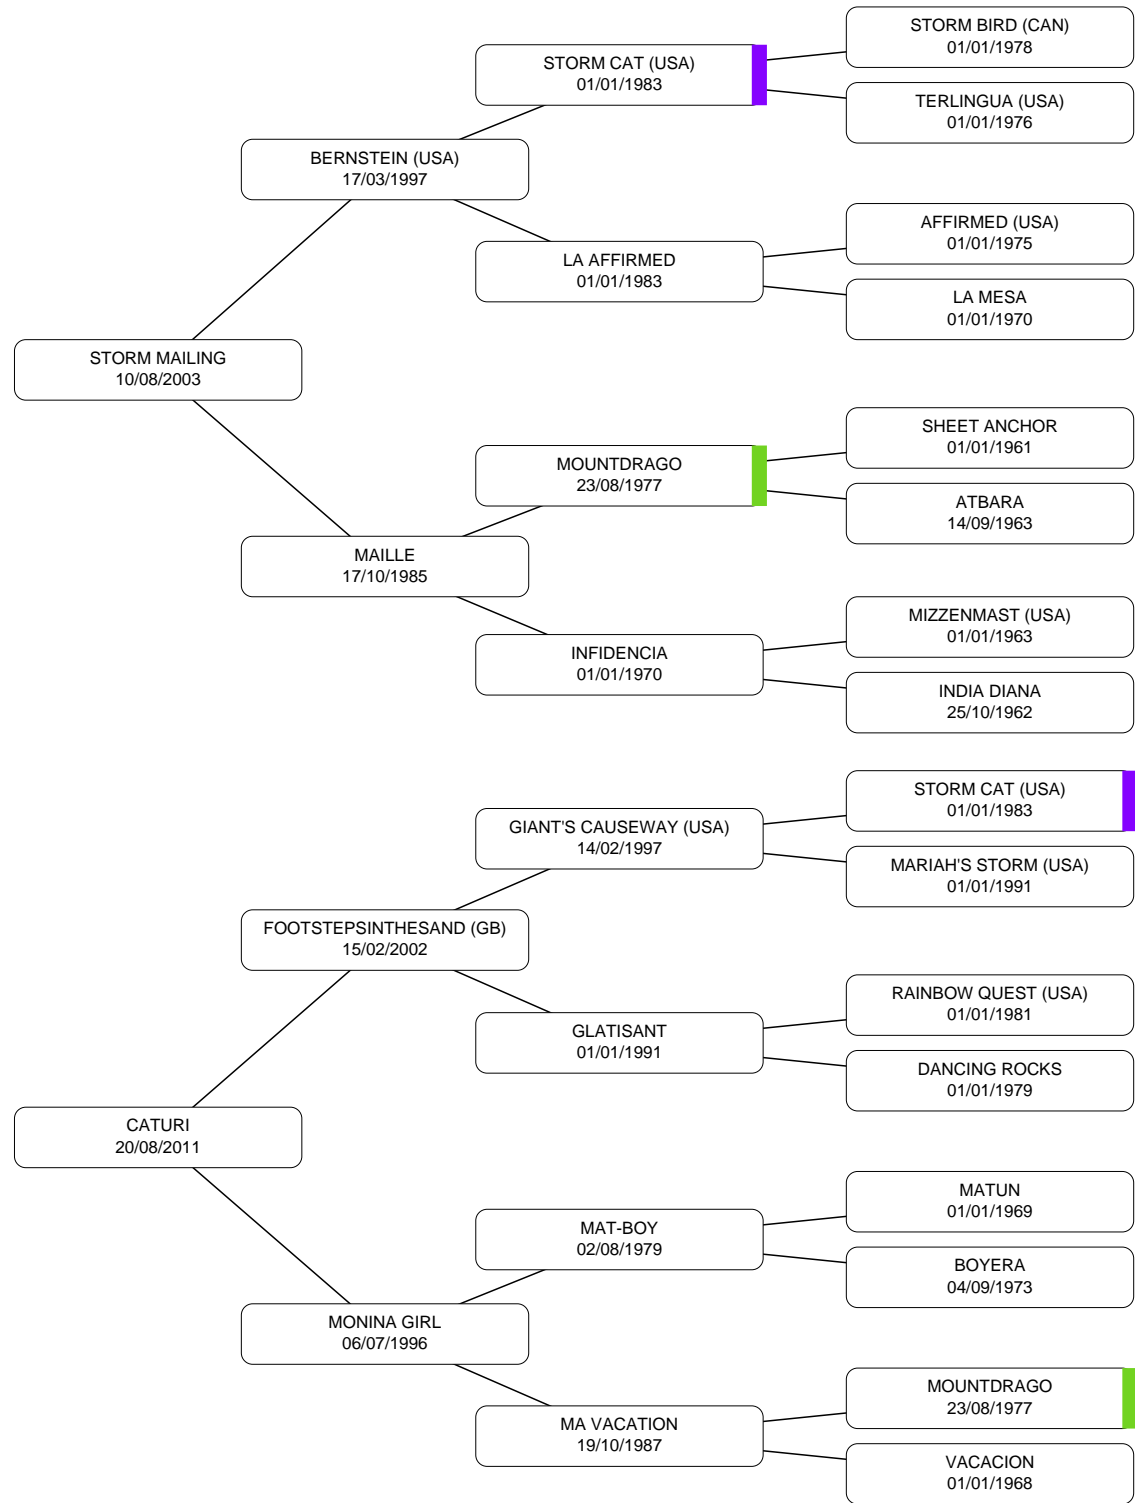 STORM BIRD (CAN)
01/01/1978
STORM CAT (USA)
01/01/1983
TERLINGUA (USA)
01/01/1976
BERNSTEIN (USA)
17/03/1997
AFFIRMED (USA)
01/01/1975
LA AFFIRMED
01/01/1983
LA MESA
01/01/1970
STORM MAILING
10/08/2003
SHEET ANCHOR
01/01/1961
MOUNTDRAGO
23/08/1977
ATBARA
14/09/1963
MAILLE
17/10/1985
MIZZENMAST (USA)
01/01/1963
INFIDENCIA
01/01/1970
INDIA DIANA
25/10/1962
STORM CAT (USA)
01/01/1983
GIANT'S CAUSEWAY (USA)
14/02/1997
MARIAH'S STORM (USA)
01/01/1991
FOOTSTEPSINTHESAND (GB)
15/02/2002
RAINBOW QUEST (USA)
01/01/1981
GLATISANT
01/01/1991
DANCING ROCKS
01/01/1979
CATURI
20/08/2011
MATUN
01/01/1969
MAT-BOY
02/08/1979
BOYERA
04/09/1973
MONINA GIRL
06/07/1996
MOUNTDRAGO
23/08/1977
MA VACATION
19/10/1987
VACACION
01/01/1968